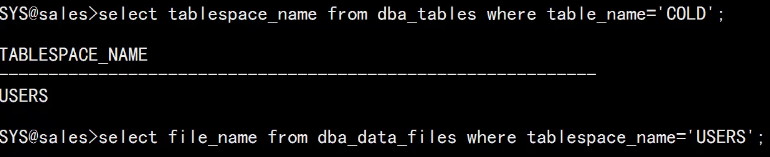 SYS@sales>select tablespace_name from dba_tables where table_name='COLD';
TABLESPACE_NAME
------------------------------------------------------------
USERS
SYS@sales>select file_name from dba_data_files where tablespace_name='USERS';